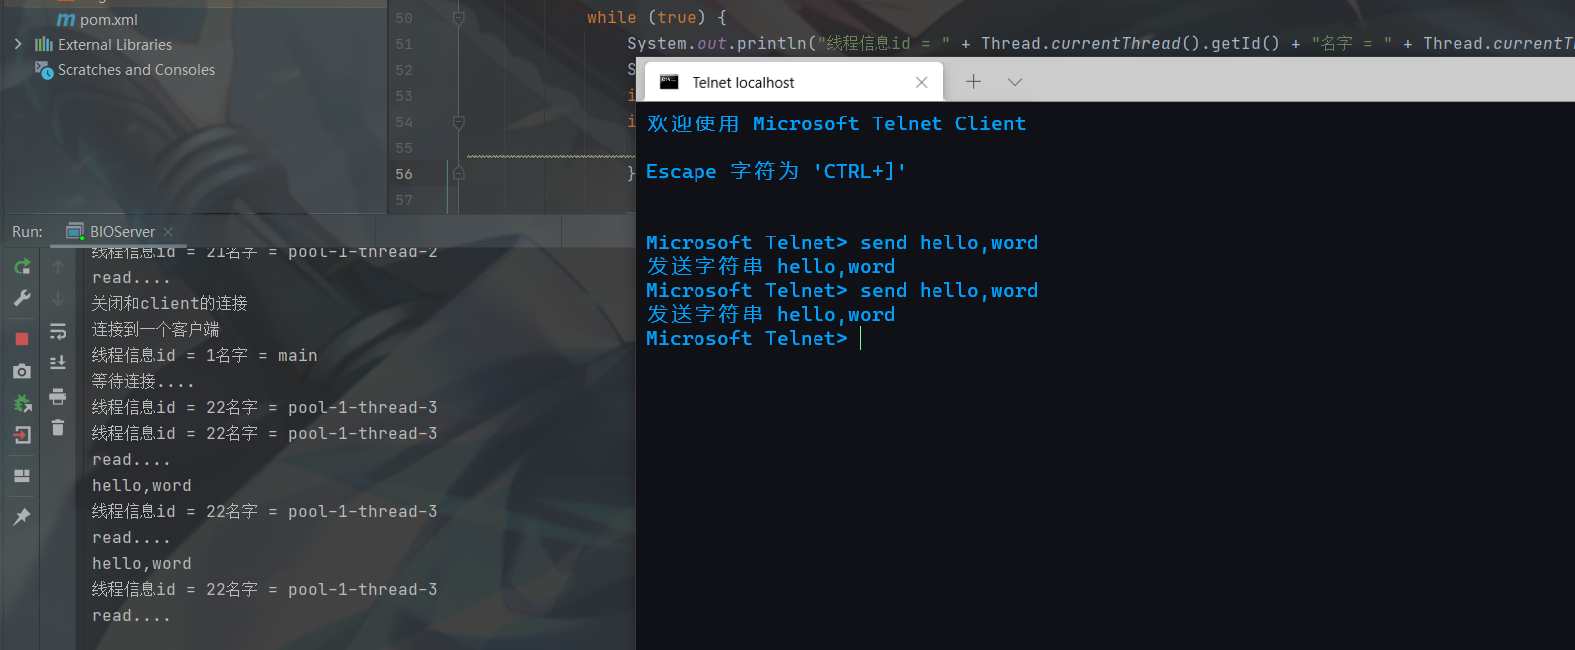 pom.xml
External Libraries
Scratches and Consoles
50 while (true) {
51 System.out.println("线程信息id = " + Thread.currentThread().getId() + "名字 = " + Thread.currentT
52 S
53 i
54 i
55
56 }
57
Run: BIOServer
线程信息id = 21名字 = pool-1-thread-2
read....
关闭和client的连接
连接到一个客户端
线程信息id = 1名字 = main
等待连接....
线程信息id = 22名字 = pool-1-thread-3
线程信息id = 22名字 = pool-1-thread-3
read....
hello,word
线程信息id = 22名字 = pool-1-thread-3
read....
hello,word
线程信息id = 22名字 = pool-1-thread-3
read....
Telnet localhost
欢迎使用 Microsoft Telnet Client
Escape 字符为 'CTRL+]'
Microsoft Telnet> send hello,word
发送字符串 hello,word
Microsoft Telnet> send hello,word
发送字符串 hello,word
Microsoft Telnet>